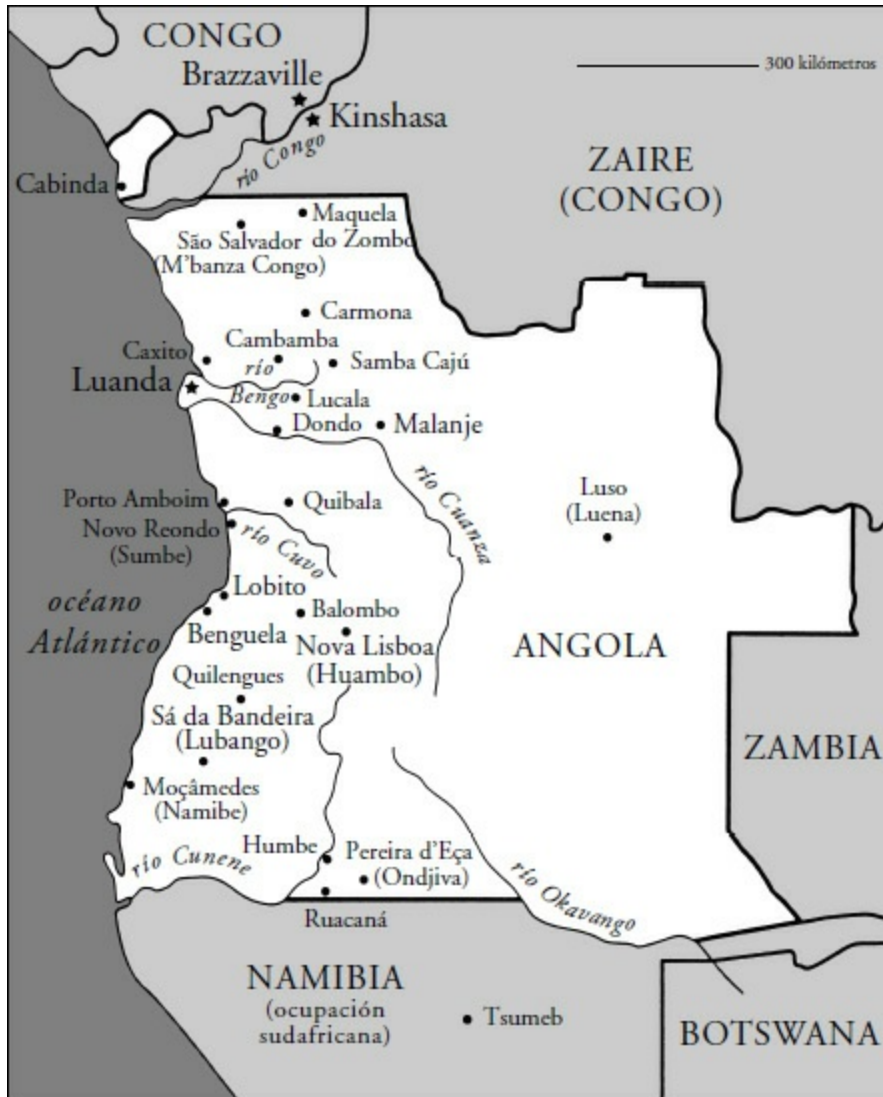 CONGO
Brazzaville
Kinshasa
300 kilómetros
río Congo
ZAIRE
(CONGO)
Cabinda
Maquela
do Zombo
São Salvador
(M'banza Congo)
Carmona
Cambamba
Caxito
río
Bengo
Samba Cajú
Luanda
Lucala
Dondo
Malanje
río Cuanza
Luso
(Luena)
Porto Amboim
Quibala
Novo Reondo
(Sumbe)
río Cuvo
Lobito
océano
Atlántico
Balombo
Benguela
Nova Lisboa
(Huambo)
ANGOLA
Quilengues
Sá da Bandeira
(Lubango)
ZAMBIA
Moçâmedes
(Namibe)
Humbe
Pereira d'Eça
(Ondjiva)
río Cunene
río Okavango
Ruacaná
NAMIBIA
(ocupación
sudafricana)
Tsumeb
BOTSWANA